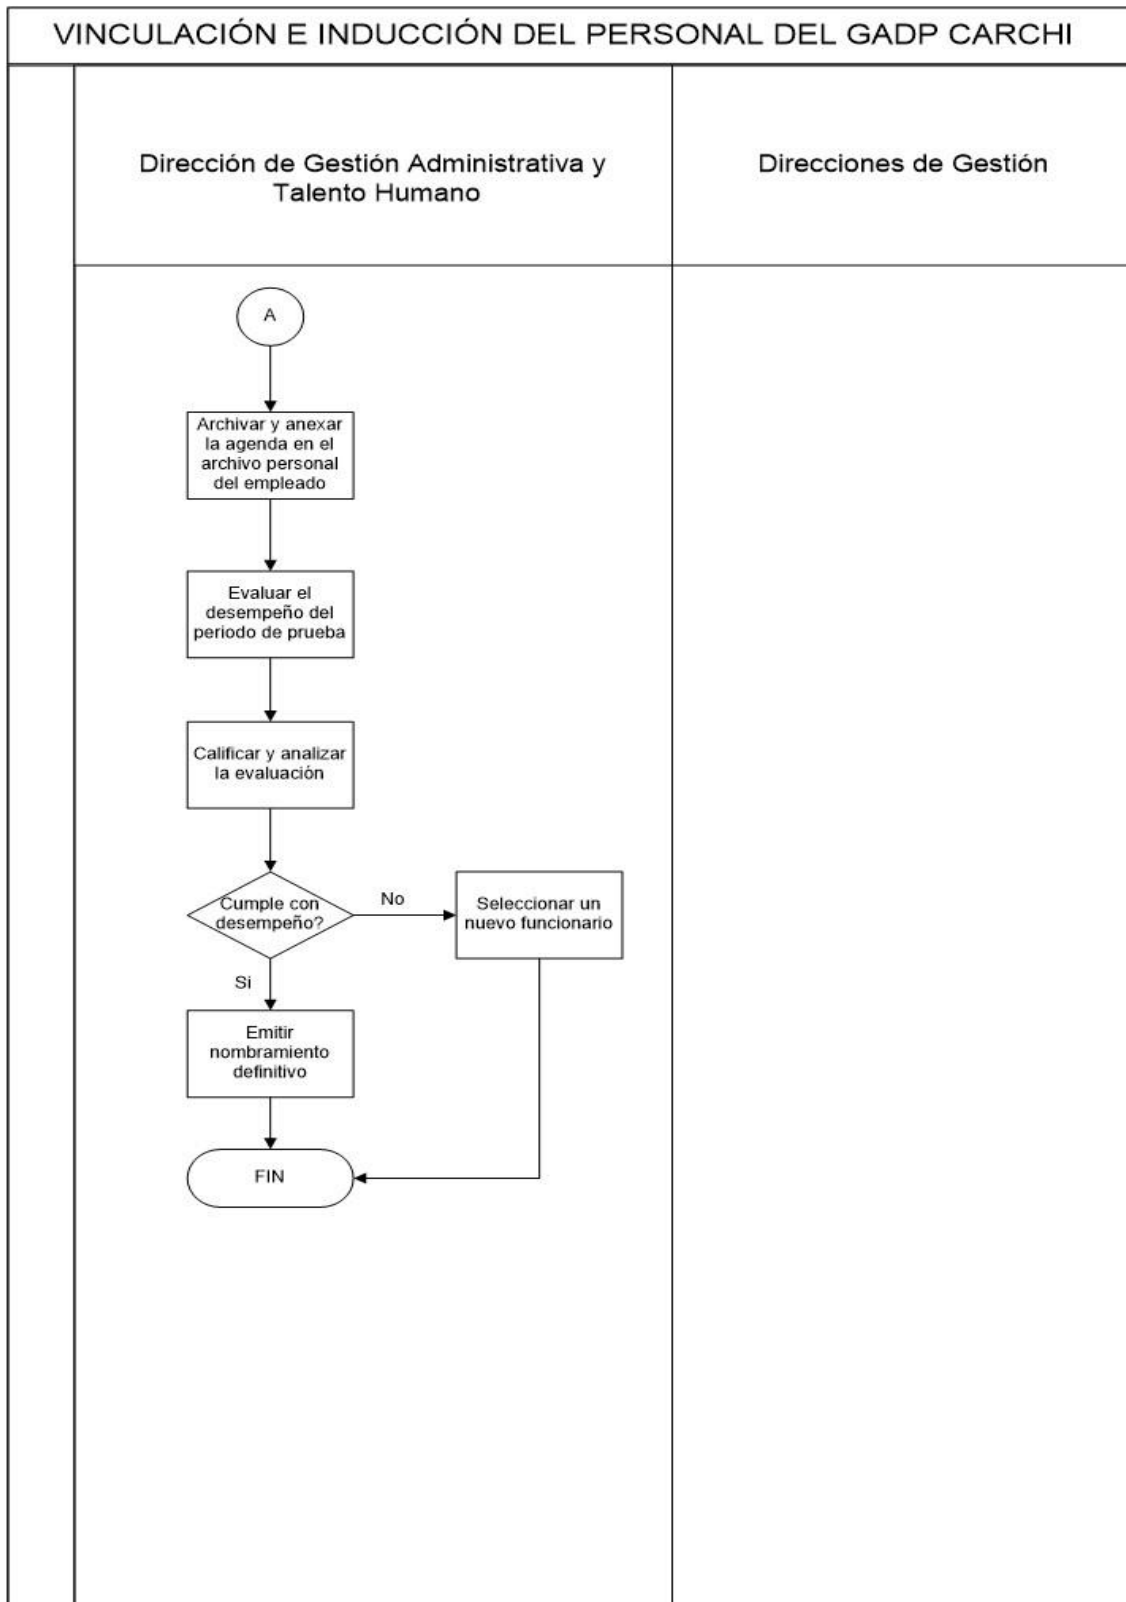 VINCULACIÓN E INDUCCIÓN DEL PERSONAL DEL GADP CARCHI
Dirección de Gestión Administrativa y
Talento Humano
Direcciones de Gestión
A
Archivar y anexar
la agenda en el
archivo personal
del empleado
Evaluar el
desempeño del
periodo de prueba
Calificar y analizar
la evaluación
Cumple con
desempeño?
No
Seleccionar un
nuevo funcionario
Si
Emitir
nombramiento
definitivo
FIN